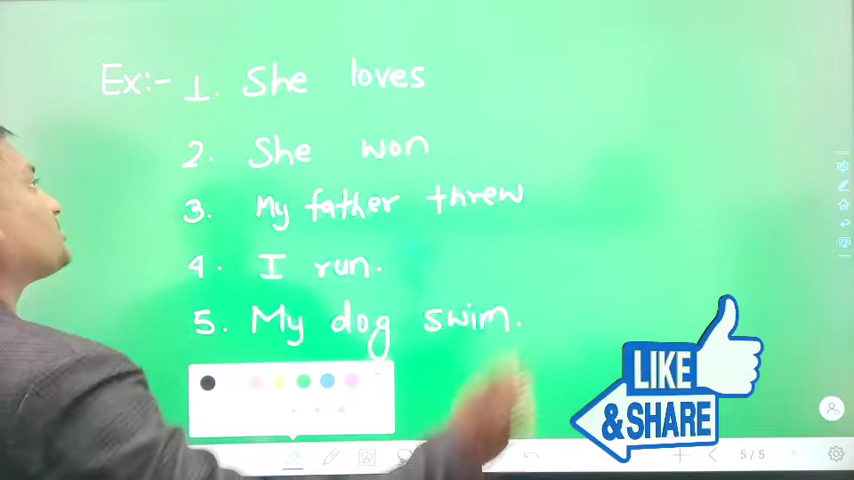 Ex:- 1. She loves
2. She won
3. My father threw
4. I run.
5. My dog swim.
LIKE
& SHARE
5/5